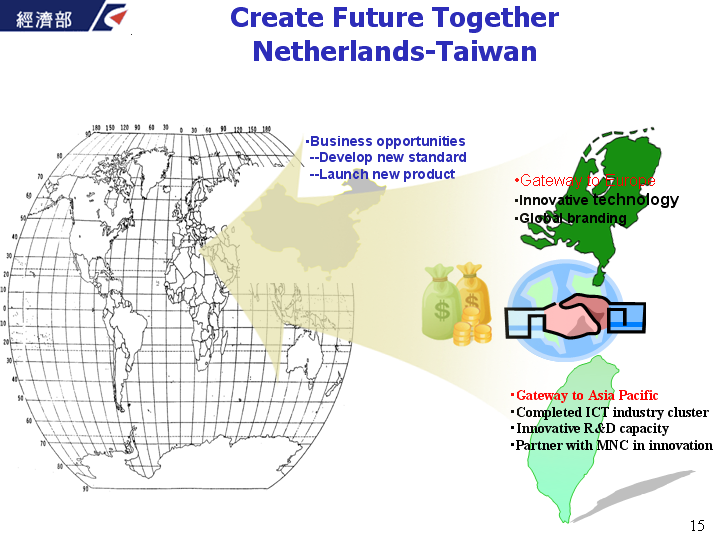 經濟部
Create Future Together
Netherlands-Taiwan
180 150 120 90 60 30 0 30 60 90 120 150 180
•Business opportunities
--Develop new standard
--Launch new product
•Gateway to Europe
•Innovative technology
•Global branding
$
$
•Gateway to Asia Pacific
•Completed ICT industry cluster
•Innovative R&D capacity
•Partner with MNC in innovation
15